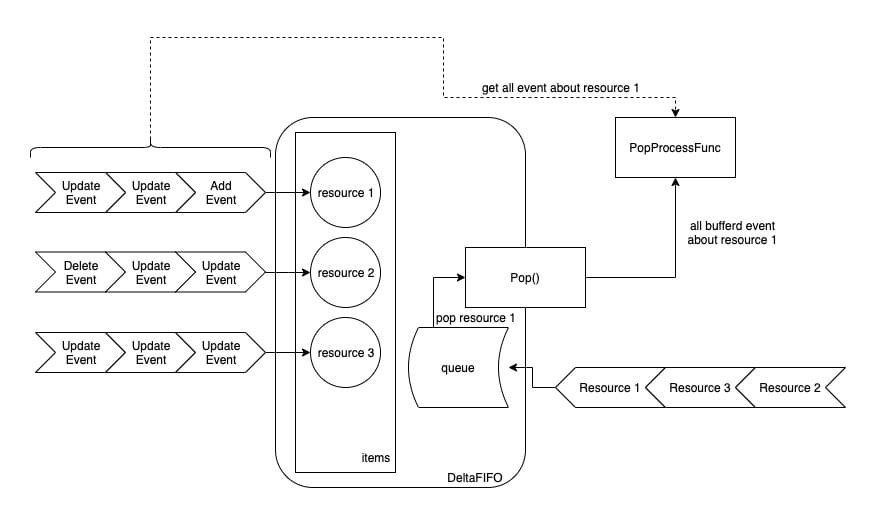 get all event about resource 1
PopProcessFunc
Update
Event
Update
Event
Add
Event
resource 1
all bufferd event
about resource 1
Delete
Event
Update
Event
Update
Event
resource 2
Pop()
pop resource 1
Update
Event
Update
Event
Update
Event
resource 3
queue
Resource 1
Resource 3
Resource 2
items
DeltaFIFO